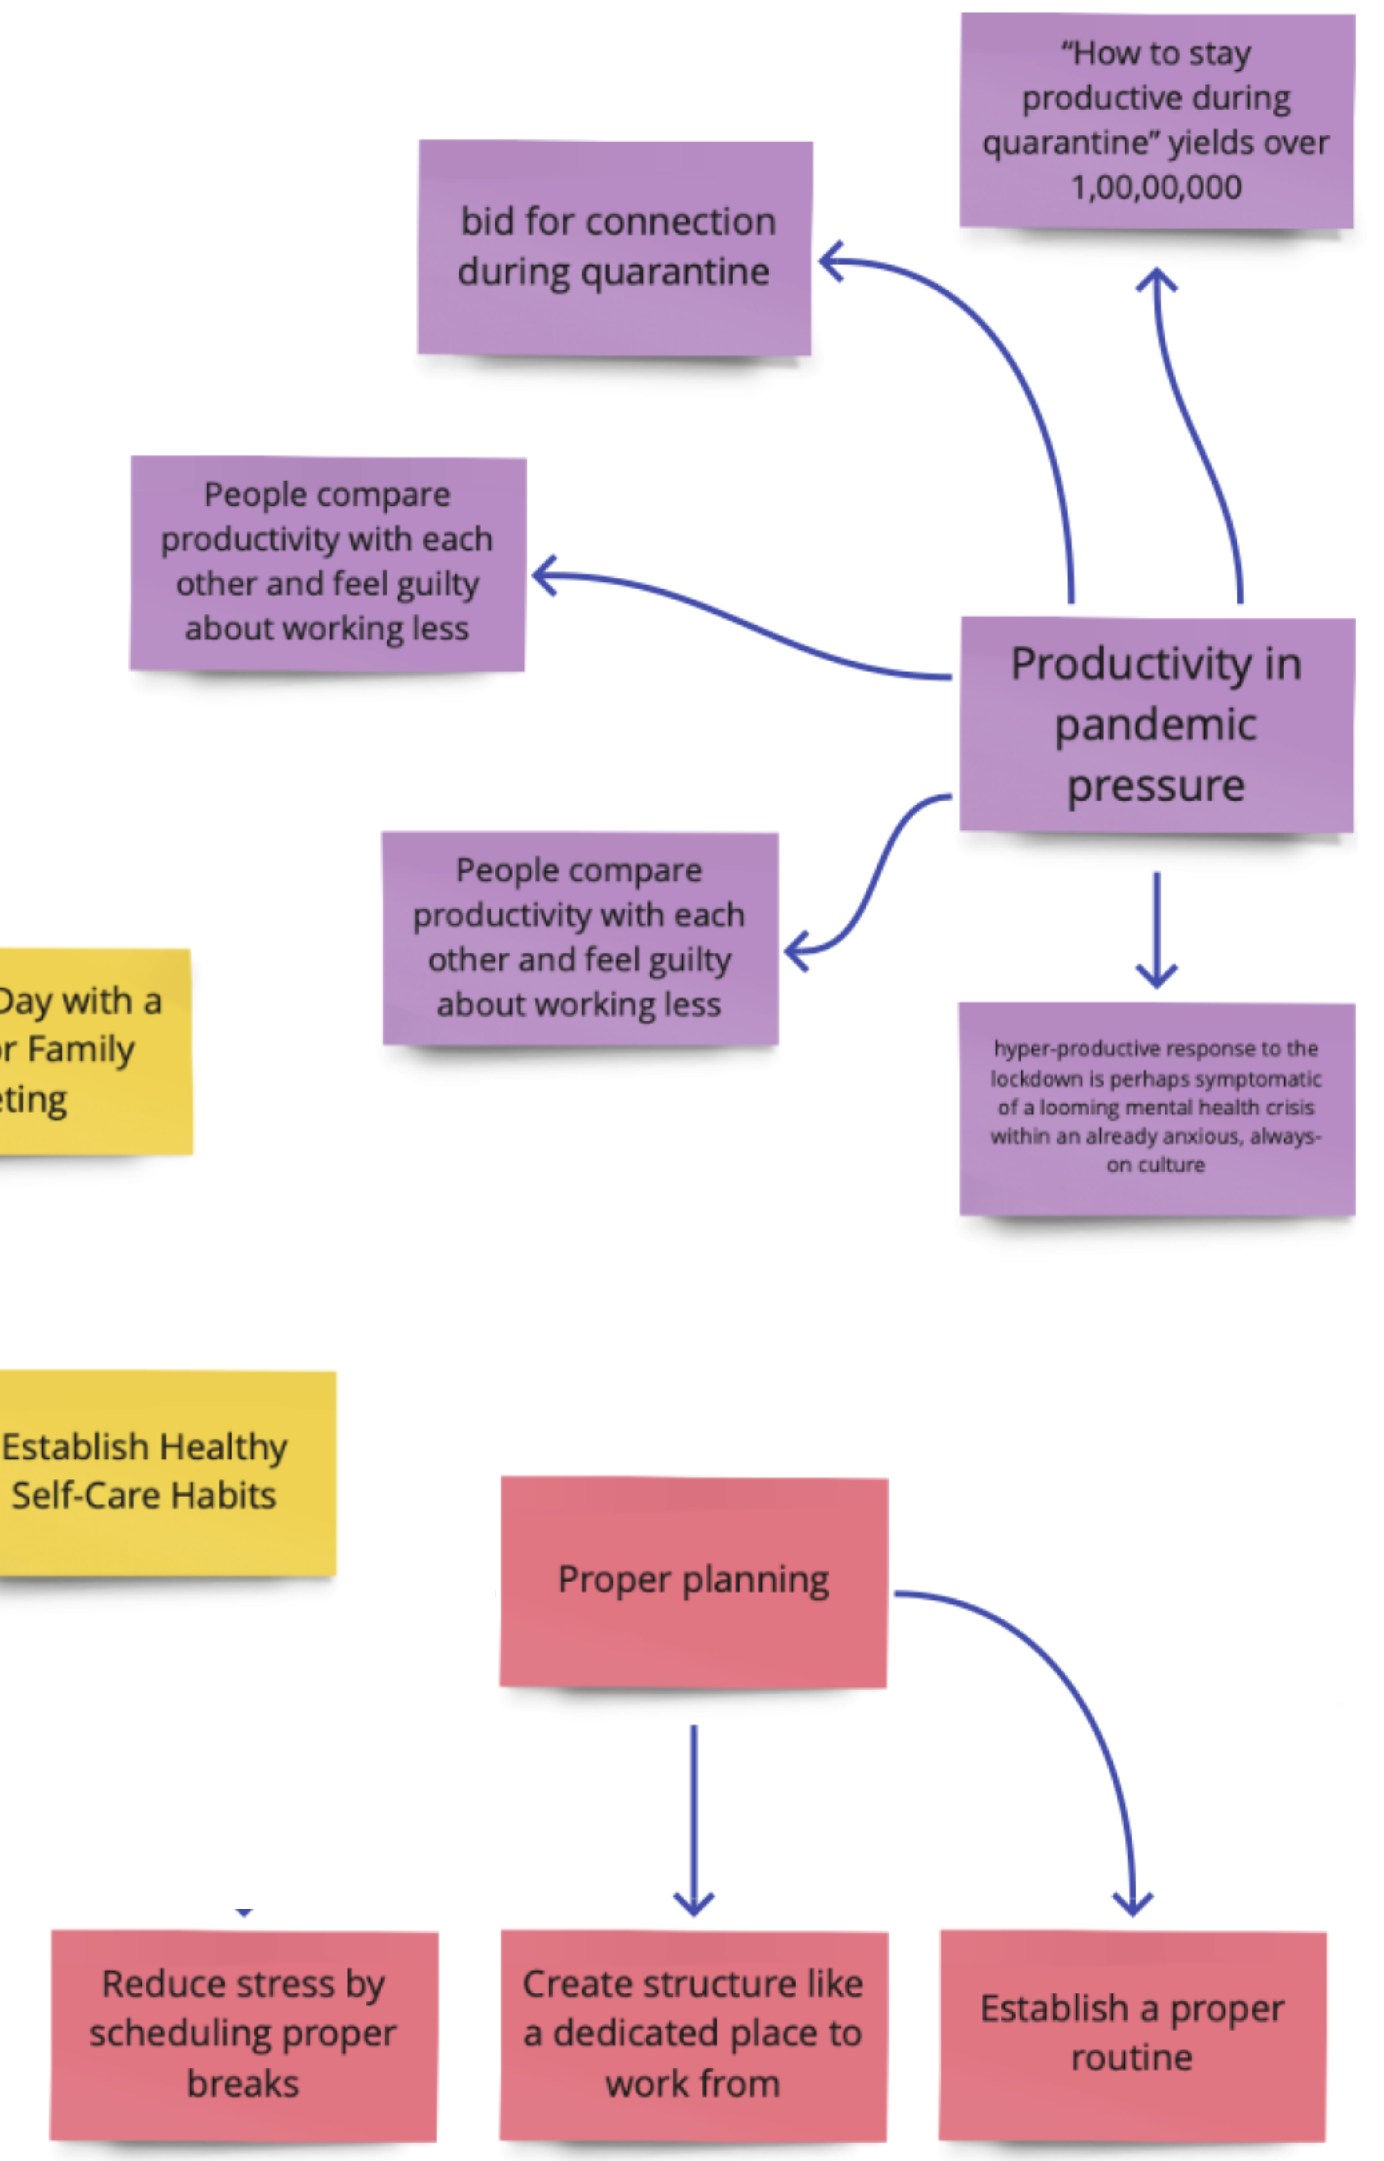 “How to stay
productive during
quarantine” yields over
1,00,00,000
bid for connection
during quarantine
People compare
productivity with each
other and feel guilty
about working less
Productivity in
pandemic
pressure
People compare
productivity with each
other and feel guilty
about working less
Day with a
or Family
eting
hyper-productive response to the
lockdown is perhaps symptomatic
of a looming mental health crisis
within an already anxious, always-
on culture
Establish Healthy
Self-Care Habits
Proper planning
Reduce stress by
scheduling proper
breaks
Create structure like
a dedicated place to
work from
Establish a proper
routine